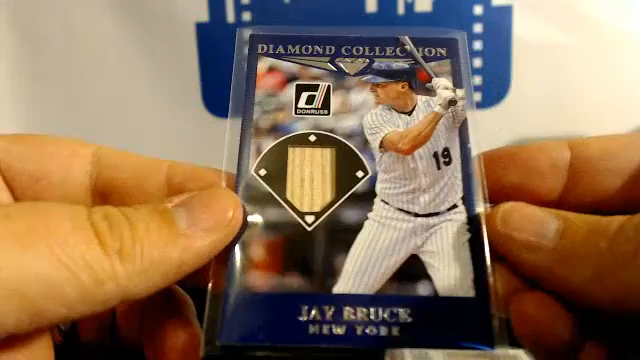 DIAMOND COLLECTION
d
DONRUSS
19
JAY BRUCE
NEW YORK